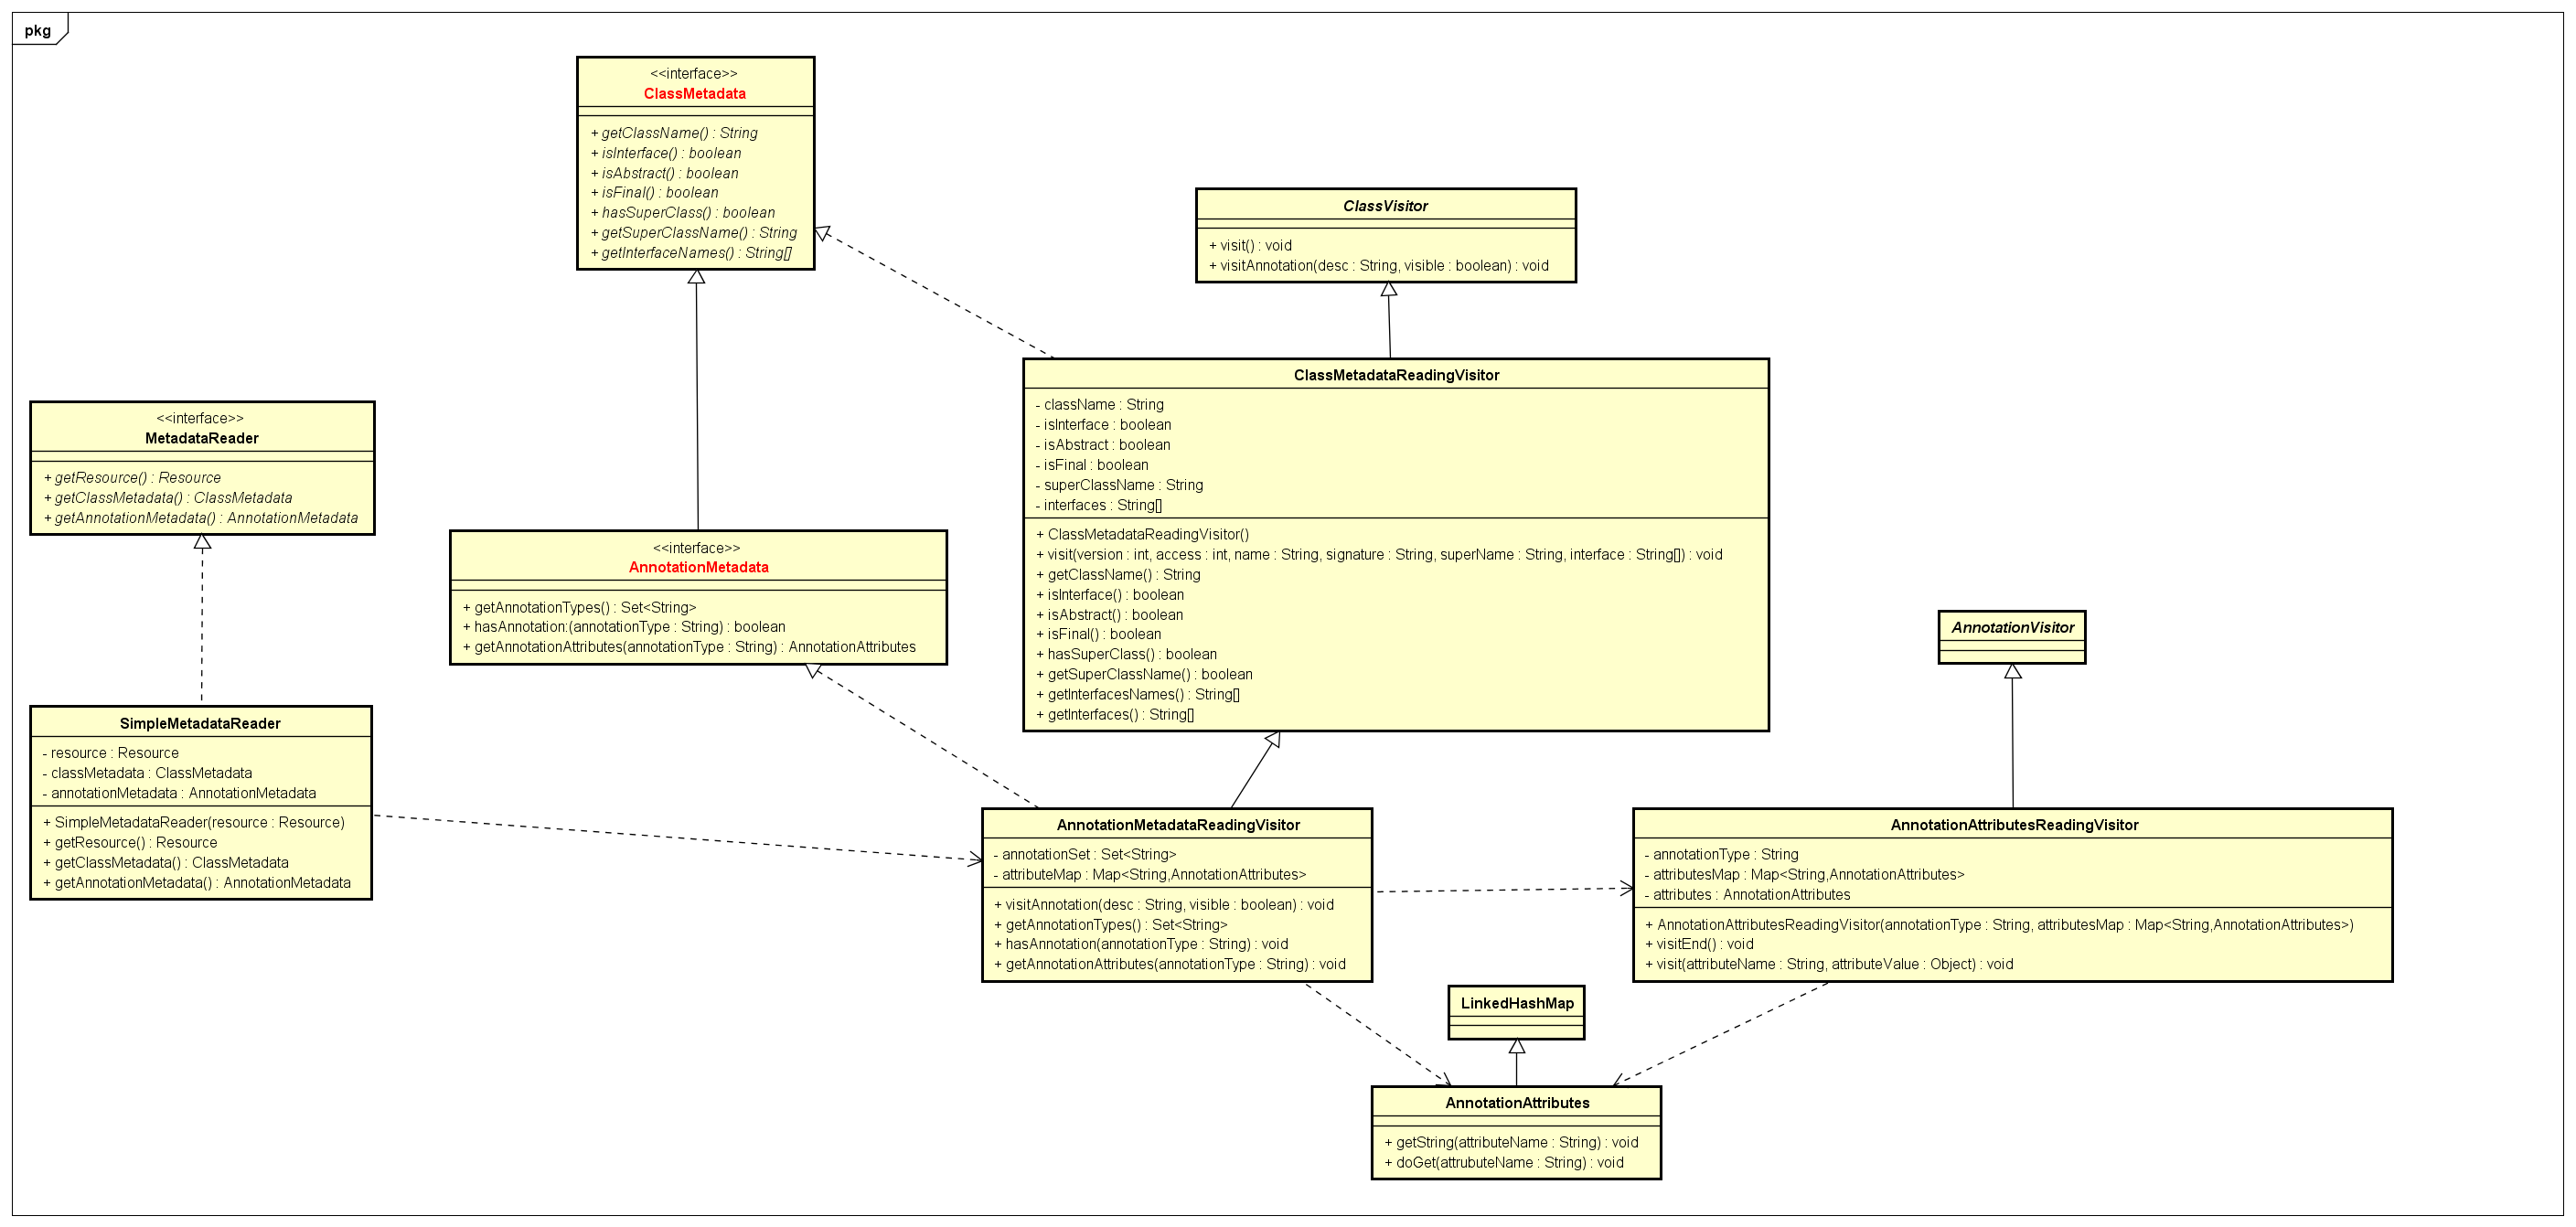 pkg
<<interface>>
ClassMetadata
+ getClassName() : String
+ isInterface() : boolean
+ isAbstract() : boolean
+ isFinal() : boolean
+ hasSuperClass() : boolean
+ getSuperClassName() : String
+ getInterfaceNames() : String[]
ClassVisitor
+ visit() : void
+ visitAnnotation(desc : String, visible : boolean) : void
ClassMetadataReadingVisitor
- className : String
- isInterface : boolean
- isAbstract : boolean
- isFinal : boolean
- superClassName : String
- interfaces : String[]
+ ClassMetadataReadingVisitor()
+ visit(version : int, access : int, name : String, signature : String, superName : String, interface : String[]) : void
+ getClassName() : String
+ isInterface() : boolean
+ isAbstract() : boolean
+ isFinal() : boolean
+ hasSuperClass() : boolean
+ getSuperClassName() : boolean
+ getInterfacesNames() : String[]
+ getInterfaces() : String[]
<<interface>>
MetadataReader
+ getResource() : Resource
+ getClassMetadata() : ClassMetadata
+ getAnnotationMetadata() : AnnotationMetadata
<<interface>>
AnnotationMetadata
+ getAnnotationTypes() : Set<String>
+ hasAnnotation:(annotationType : String) : boolean
+ getAnnotationAttributes(annotationType : String) : AnnotationAttributes
AnnotationVisitor
SimpleMetadataReader
- resource : Resource
- classMetadata : ClassMetadata
- annotationMetadata : AnnotationMetadata
+ SimpleMetadataReader(resource : Resource)
+ getResource() : Resource
+ getClassMetadata() : ClassMetadata
+ getAnnotationMetadata() : AnnotationMetadata
AnnotationMetadataReadingVisitor
- annotationSet : Set<String>
- attributeMap : Map<String,AnnotationAttributes>
+ visitAnnotation(desc : String, visible : boolean) : void
+ getAnnotationTypes() : Set<String>
+ hasAnnotation(annotationType : String) : void
+ getAnnotationAttributes(annotationType : String) : void
AnnotationAttributesReadingVisitor
- annotationType : String
- attributesMap : Map<String,AnnotationAttributes>
- attributes : AnnotationAttributes
+ AnnotationAttributesReadingVisitor(annotationType : String, attributesMap : Map<String,AnnotationAttributes>)
+ visitEnd() : void
+ visit(attributeName : String, attributeValue : Object) : void
LinkedHashMap
AnnotationAttributes
+ getString(attributeName : String) : void
+ doGet(attrubuteName : String) : void